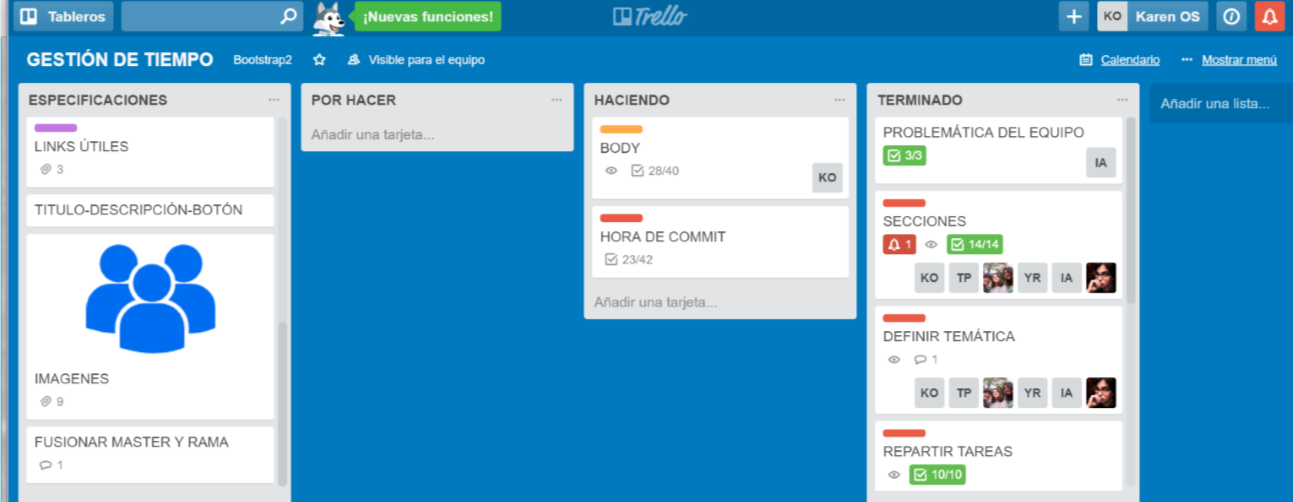 Tableros
¡Nuevas funciones!
Trello
KO
Karen OS
GESTIÓN DE TIEMPO
Bootstrap2
Visible para el equipo
Calendario
··· Mostrar menú
ESPECIFICACIONES ···
LINKS ÚTILES
3
TITULO-DESCRIPCIÓN-BOTÓN
IMAGENES
9
FUSIONAR MASTER Y RAMA
1
POR HACER ···
Añadir una tarjeta...
HACIENDO ···
BODY
28/40
KO
HORA DE COMMIT
23/42
Añadir una tarjeta...
TERMINADO ···
PROBLEMÁTICA DEL EQUIPO
3/3
IA
SECCIONES
1 14/14
KO TP YR IA
DEFINIR TEMÁTICA
1
KO TP YR IA
REPARTIR TAREAS
10/10
Añadir una lista...